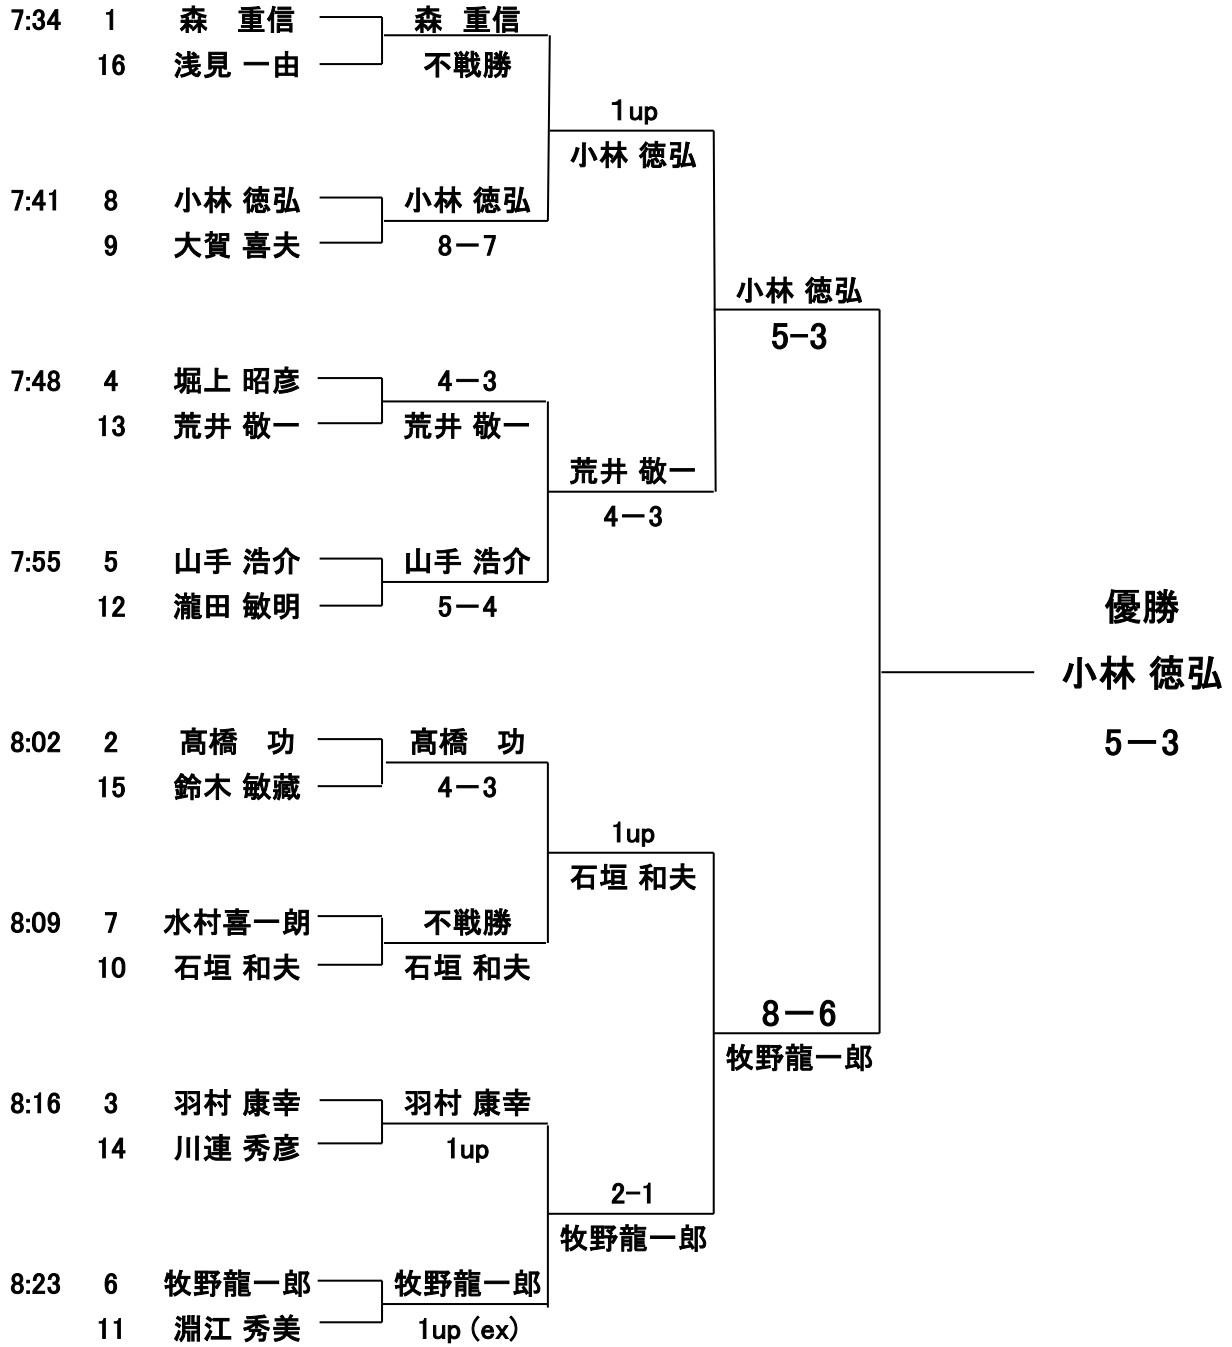 7:34 1 森　重信 森　重信
16 浅見 一由 不戦勝
1up
小林 徳弘
7:41 8 小林 徳弘 小林 徳弘
9 大賀 喜夫 8－7
小林 徳弘
5-3
7:48 4 堀上 昭彦 4－3
13 荒井 敬一 荒井 敬一
荒井 敬一
4－3
7:55 5 山手 浩介 山手 浩介
12 瀧田 敏明 5－4
優勝
小林 徳弘
5－3
8:02 2 髙橋　功 髙橋　功
15 鈴木 敏藏 4－3
1up
石垣 和夫
8:09 7 水村喜一朗 不戦勝
10 石垣 和夫 石垣 和夫
8－6
牧野龍一郎
8:16 3 羽村 康幸 羽村 康幸
14 川連 秀彦 1up
2-1
牧野龍一郎
8:23 6 牧野龍一郎 牧野龍一郎
11 淵江 秀美 1up（ex）